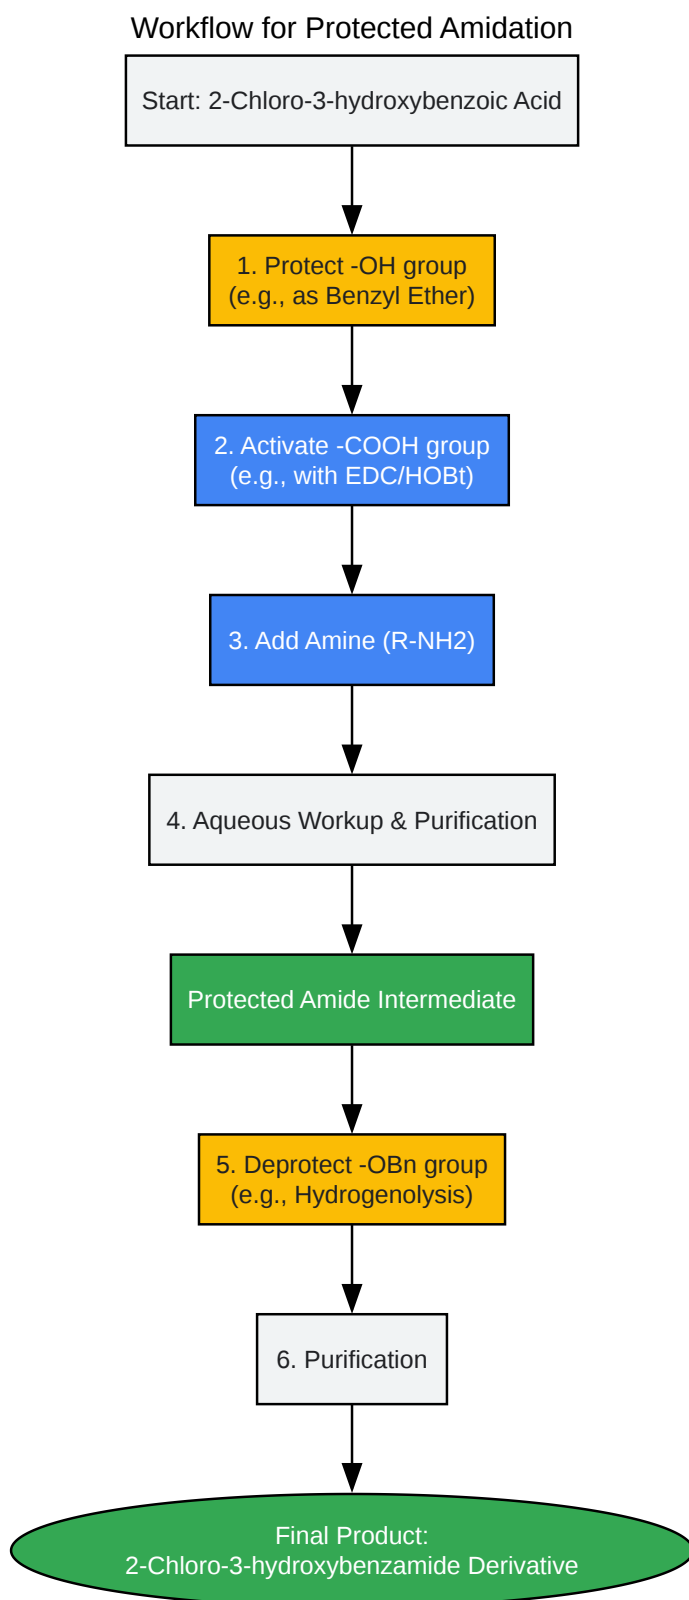 Workflow for Protected Amidation
Start: 2-Chloro-3-hydroxybenzoic Acid
1. Protect -OH group
(e.g., as Benzyl Ether)
2. Activate -COOH group
(e.g., with EDC/HOBt)
3. Add Amine (R-NH2)
4. Aqueous Workup & Purification
Protected Amide Intermediate
5. Deprotect -OBn group
(e.g., Hydrogenolysis)
6. Purification
Final Product:
2-Chloro-3-hydroxybenzamide Derivative